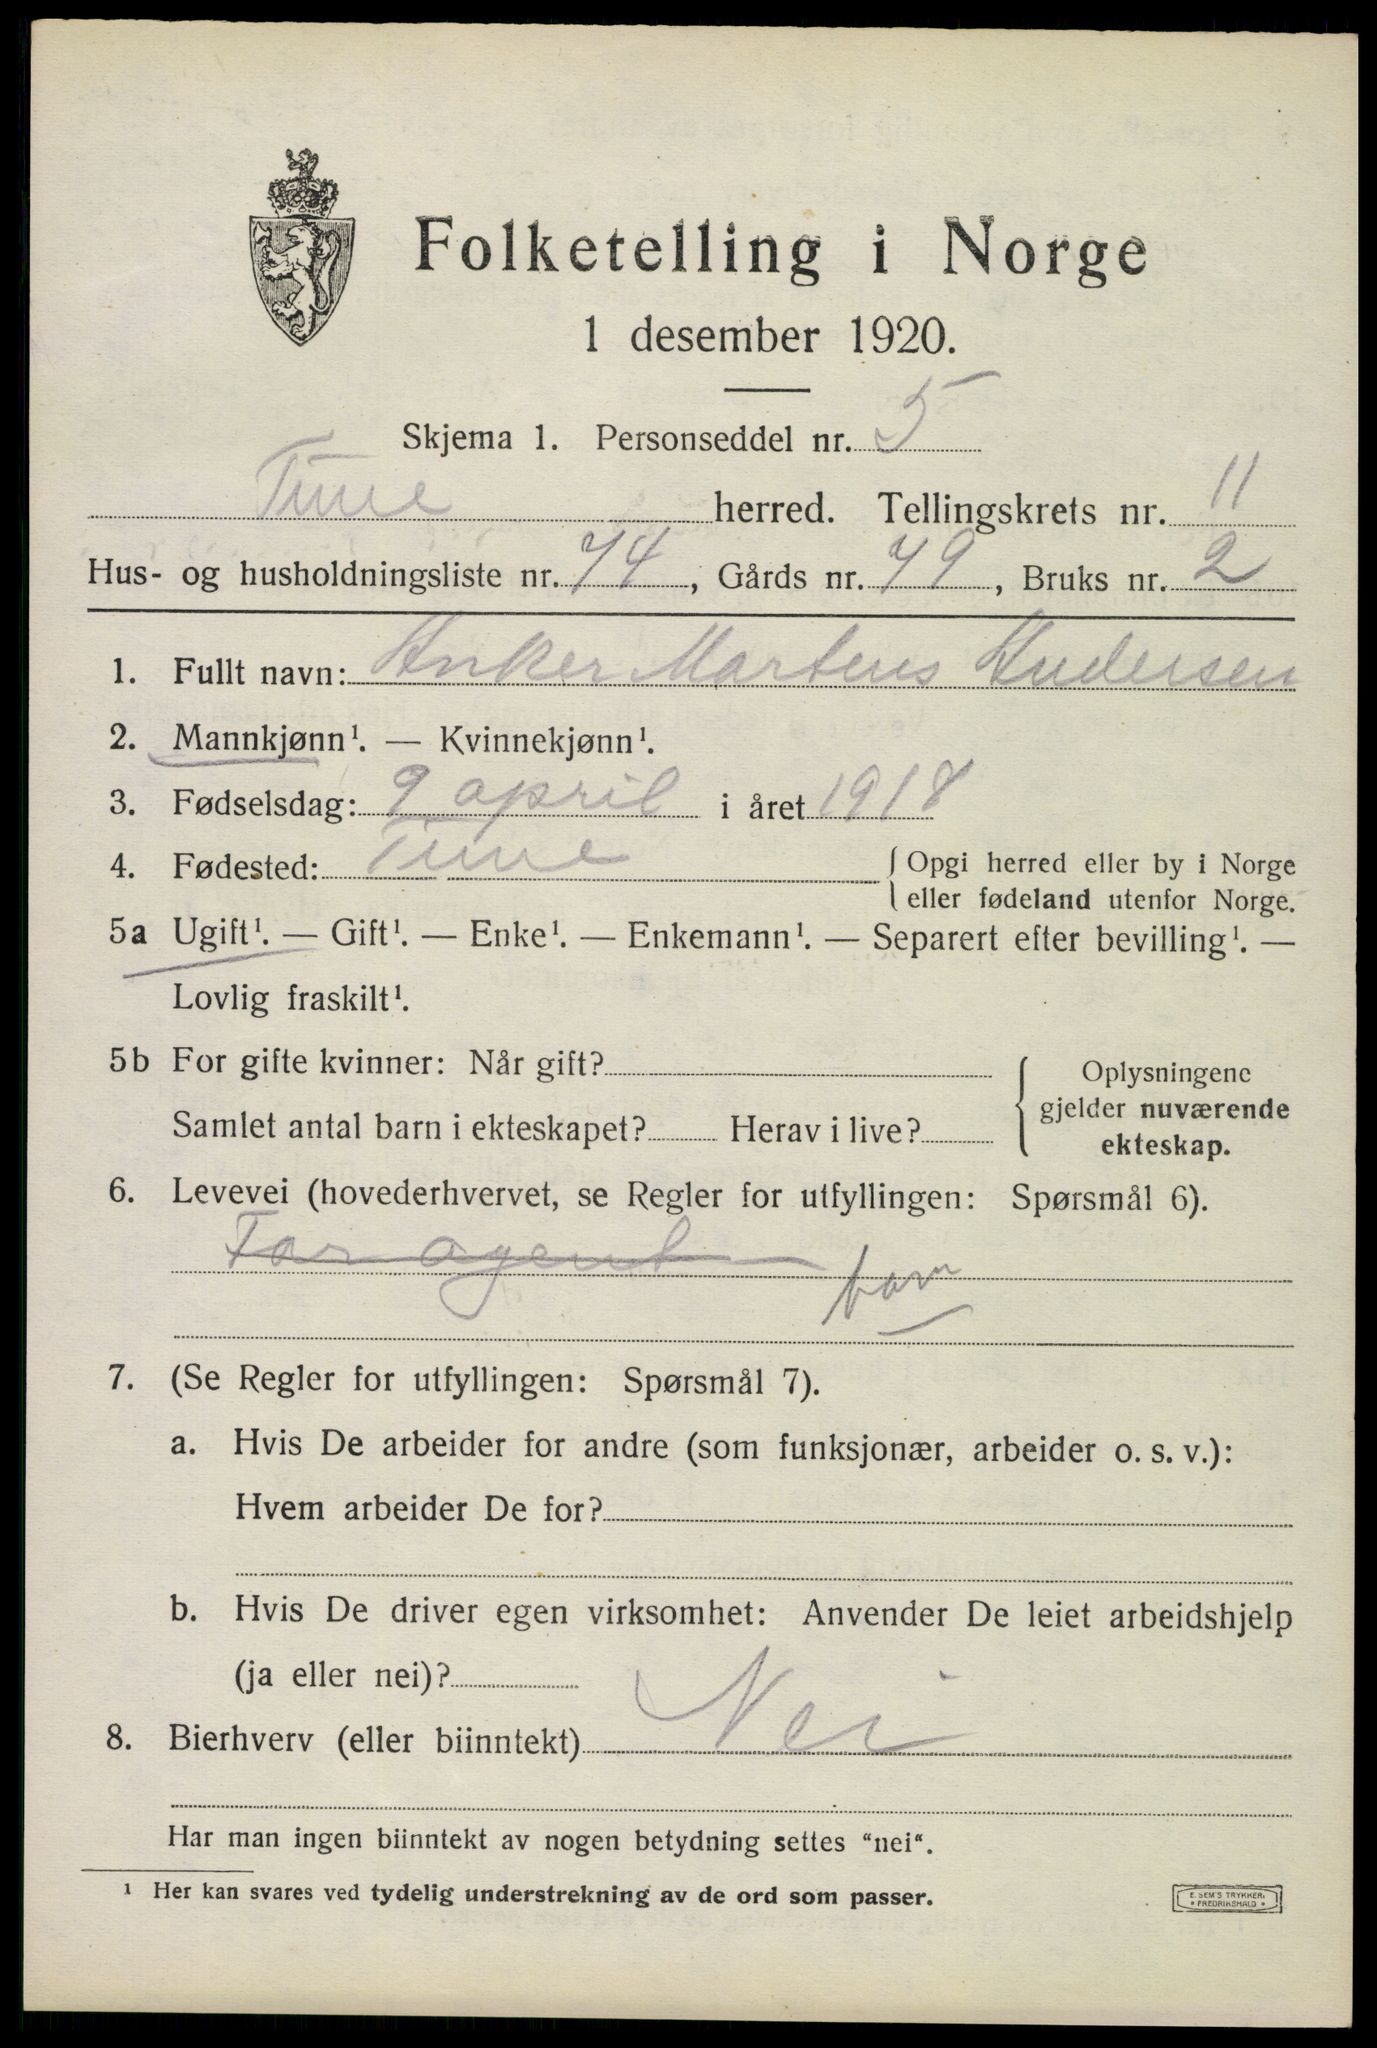 Folketelling i Norge
1 desember 1920.
Skjema 1. Personseddel nr. 5
Tune herred. Tellingskrets nr. 11
Hus- og husholdningsliste nr. 74, Gårds nr. 49, Bruks nr. 2
1. Fullt navn: Anker Martens Andersen
2. Mannkjønn¹. — Kvinnekjønn¹.
3. Fødselsdag: 9 april i året 1918
4. Fødested: Tune { Opgi herred eller by i Norge
eller fødeland utenfor Norge.
5a Ugift¹. — Gift¹. — Enke¹. — Enkemann¹. — Separert efter bevilling¹. —
Lovlig fraskilt¹.
5b For gifte kvinner: Når gift?
Samlet antal barn i ekteskapet? Herav i live?
Oplysningene
gjelder nuværende
ekteskap.
6. Levevei (hovederhvervet, se Regler for utfyllingen: Spørsmål 6).
Far agent
barn
7. (Se Regler for utfyllingen: Spørsmål 7).
a. Hvis De arbeider for andre (som funksjonær, arbeider o. s. v.):
Hvem arbeider De for?
b. Hvis De driver egen virksomhet: Anvender De leiet arbeidshjelp
(ja eller nei)?
8. Bierhverv (eller biinntekt) Nei
Har man ingen biinntekt av nogen betydning settes "nei".
¹ Her kan svares ved tydelig understrekning av de ord som passer.
E. SEM'S TRYKKERI
• FREDRIKSHALD •